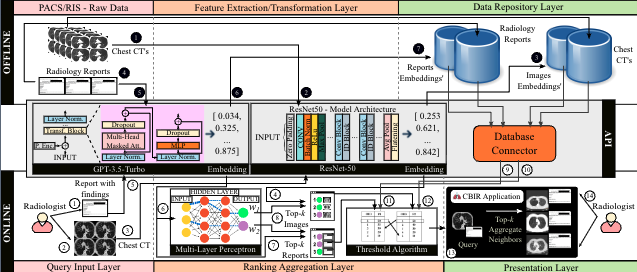 PACS/RIS - Raw Data
Feature Extraction/Transformation Layer
Data Repository Layer
OFFLINE
1
Chest CT's
Radiology Reports
4
5
6
2
7
Reports
Embeddings'
Radiology
Reports
3
Images
Embeddings'
Chest
CT's
Layer Norm.
Transf. Block
P. Enc
INPUT
Dropout
Multi-Head
Masked Att.
Layer Norm.
Dropout
MLP
Layer Norm.
[ 0.034,
0.325,
...
0.875]
GPT-3.5-Turbo
Embedding
ResNet50 - Model Architecture
INPUT
Zero Padding
CONV
Batch Norm
ReLu
Conv Block
Conv Block
ID Block
Avg Pool
Flattening
[ 0.253
0.621,
...
0.842]
ResNet-50
Embedding
Database
Connector
API
9
10
ONLINE
Report with
findings
1
5
Radiologist
2
3
Chest CT
6
INPUT
HIDDEN LAYER
OUTPUT
W1
W2
Multi-Layer Perceptron
4
8
Top-k
Images
7
Top-k
Reports
11
12
Threshold Algorithm
CBIR Application
Query
Top-k
Aggregate
Neighbors
13
14
Radiologist
Query Input Layer
Ranking Aggregation Layer
Presentation Layer